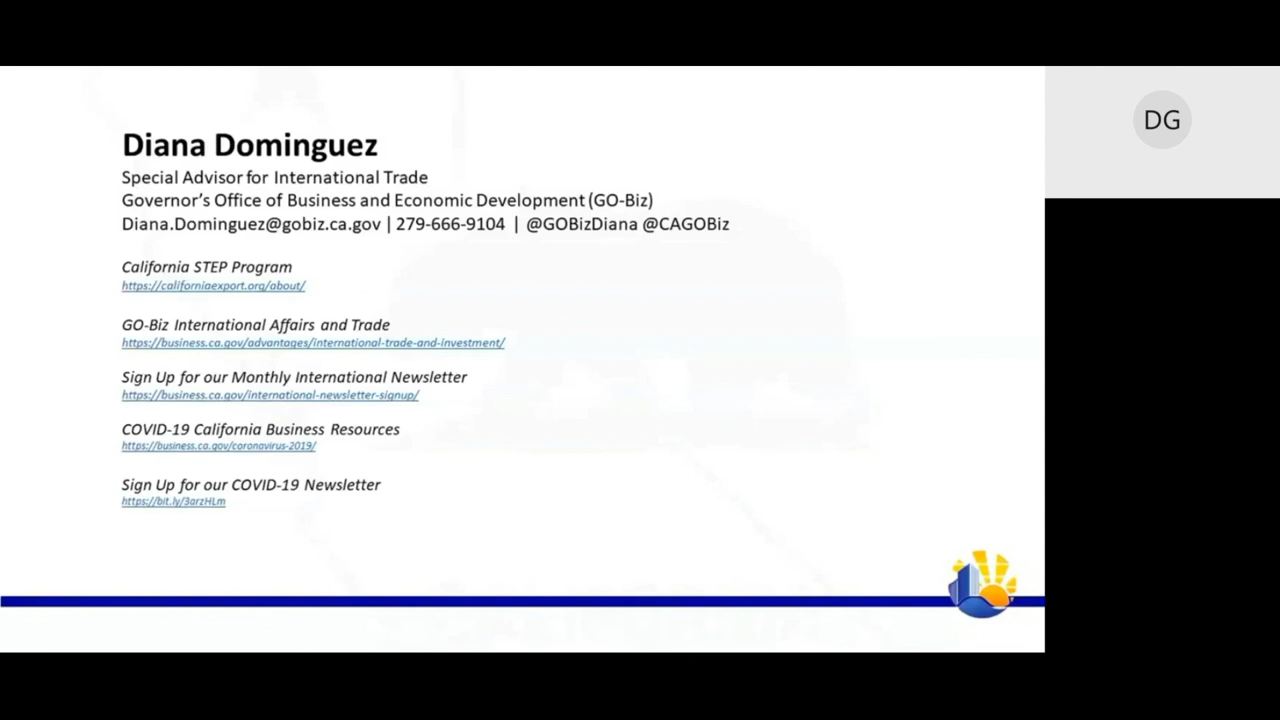 Diana Dominguez
Special Advisor for International Trade
Governor's Office of Business and Economic Development (GO-Biz)
Diana.Dominguez@gobiz.ca.gov | 279-666-9104 | @GOBizDiana @CAGOBiz
California STEP Program
https://californiaexport.org/about/
GO-Biz International Affairs and Trade
https://business.ca.gov/advantages/international-trade-and-investment/
Sign Up for our Monthly International Newsletter
https://business.ca.gov/international-newsletter-signup/
COVID-19 California Business Resources
https://business.ca.gov/coronavirus-2019/
Sign Up for our COVID-19 Newsletter
https://bit.ly/3arzHLm
DG